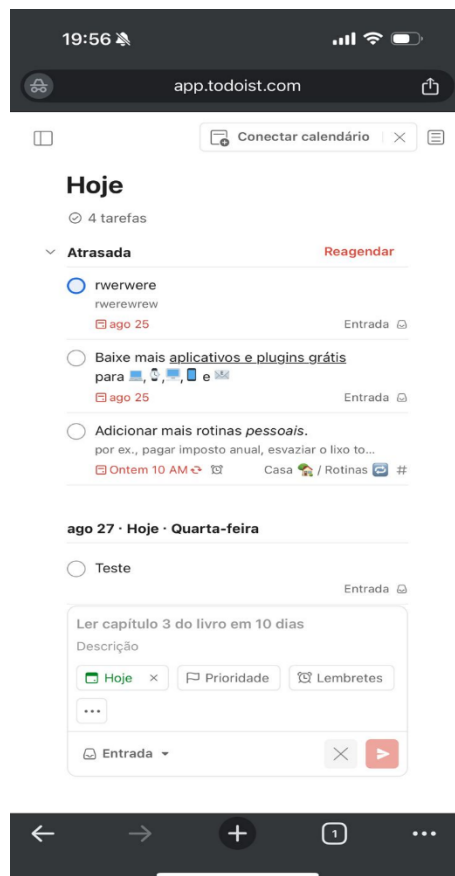 19:56
app.todoist.com
Conectar calendário
Hoje
4 tarefas
Atrasada Reagendar
rwerwere
rwerewrew
ago 25 Entrada
Baixe mais aplicativos e plugins grátis
para 💻, ⌚, 🖥️, 📱 e 📨
ago 25 Entrada
Adicionar mais rotinas pessoais.
por ex., pagar imposto anual, esvaziar o lixo to...
Ontem 10 AM Casa 🏡 / Rotinas 🔁 #
ago 27 · Hoje · Quarta-feira
Teste
Entrada
Ler capítulo 3 do livro em 10 dias
Descrição
Hoje × Prioridade Lembretes
...
Entrada
1